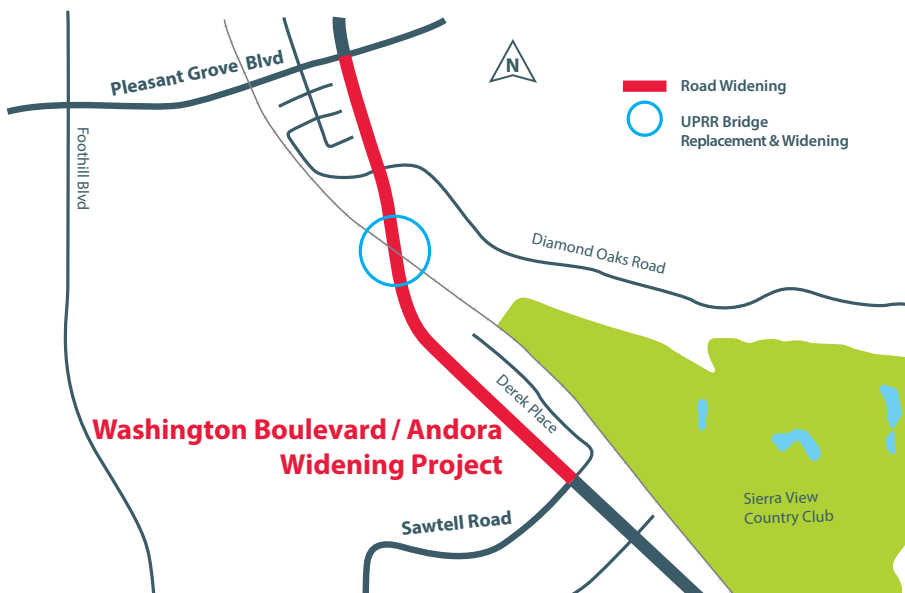 Pleasant Grove Blvd
N
Road Widening
UPRR Bridge
Replacement & Widening
Foothill Blvd
Diamond Oaks Road
Derek Place
Washington Boulevard / Andora
Widening Project
Sierra View
Country Club
Sawtell Road